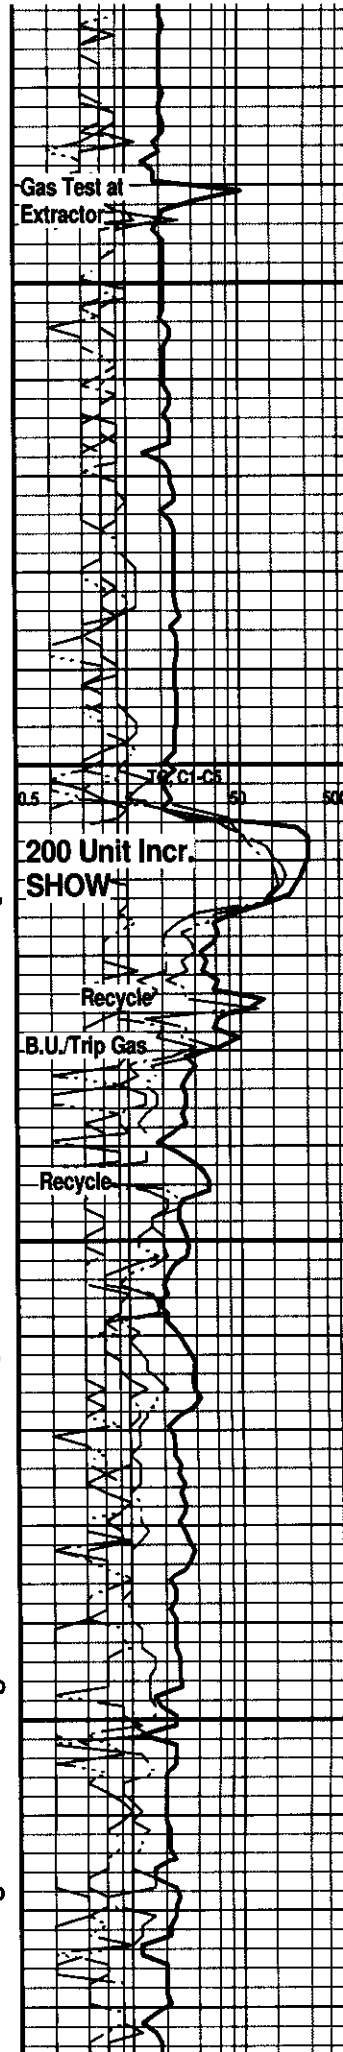 Gas Test at
Extractor
TG, C1-C5
0.5 50 500
200 Unit Incr.
SHOW
Recycle
B.U./Trip Gas
Recycle